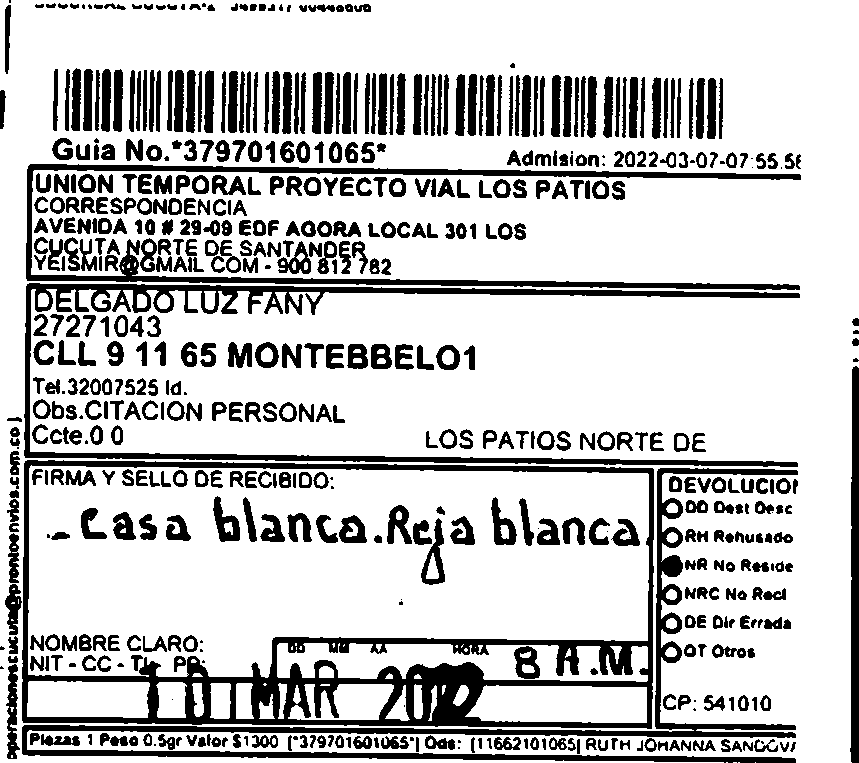 Guia No.*379701601065*
Admision: 2022-03-07-07:55.56
UNION TEMPORAL PROYECTO VIAL LOS PATIOS
CORRESPONDENCIA
AVENIDA 10 # 29-09 EDF AGORA LOCAL 301 LOS
CUCUTA NORTE DE SANTANDER
YEISMIR@GMAIL COM - 900 812 782
DELGADO LUZ FANY
27271043
CLL 9 11 65 MONTEBBELO1
Tel.32007525 Id.
Obs.CITACION PERSONAL
Ccte.0 0
LOS PATIOS NORTE DE
FIRMA Y SELLO DE RECIBIDO:
- Casa blanca. Reja blanca
DEVOLUCION
DD Dest Desc
RH Rehusado
NR No Reside
NRC No Recl
DE Dir Errada
OT Otros
CP: 541010
NOMBRE CLARO:
NIT - CC - TI - PP:
DD MM AA HORA
8 A.M.
10 MAR
Piezas 1 Peso 0.5gr Valor $1300 [*379701601065*] Ods: [11662101065] RUTH JOHANNA SANDOVA
operacionescucuta@prontoenvios.com.co